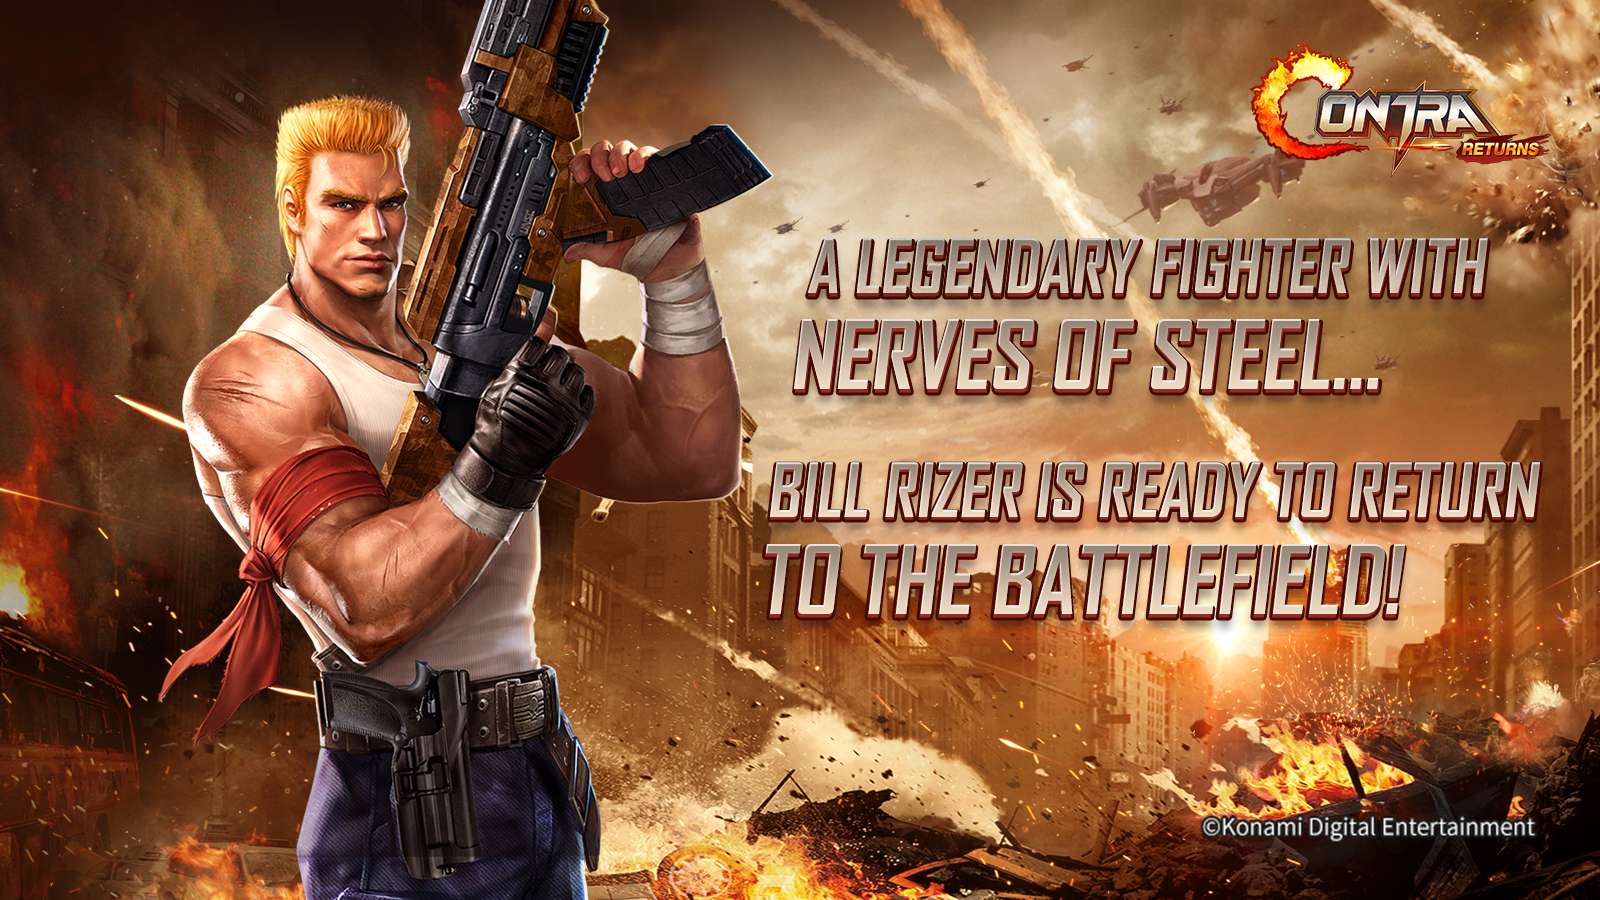 CONTRA
RETURNS
A LEGENDARY FIGHTER WITH
NERVES OF STEEL...
BILL RIZER IS READY TO RETURN
TO THE BATTLEFIELD!
©Konami Digital Entertainment